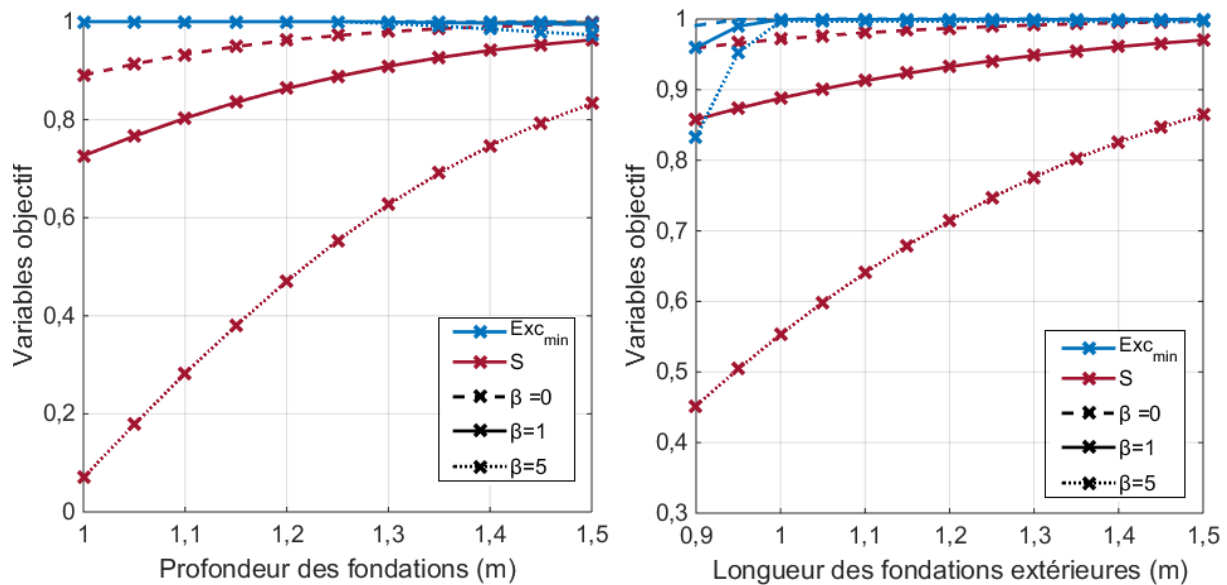 Variables objectif
1
0,8
0,6
0,4
0,2
0
1
1,1
1,2
1,3
1,4
1,5
Profondeur des fondations (m)
Exc_min
S
β =0
β=1
β=5
Variables objectif
1
0,9
0,8
0,7
0,6
0,5
0,4
0,3
0,9
1
1,1
1,2
1,3
1,4
1,5
Longueur des fondations extérieures (m)
Exc_min
S
β =0
β=1
β=5